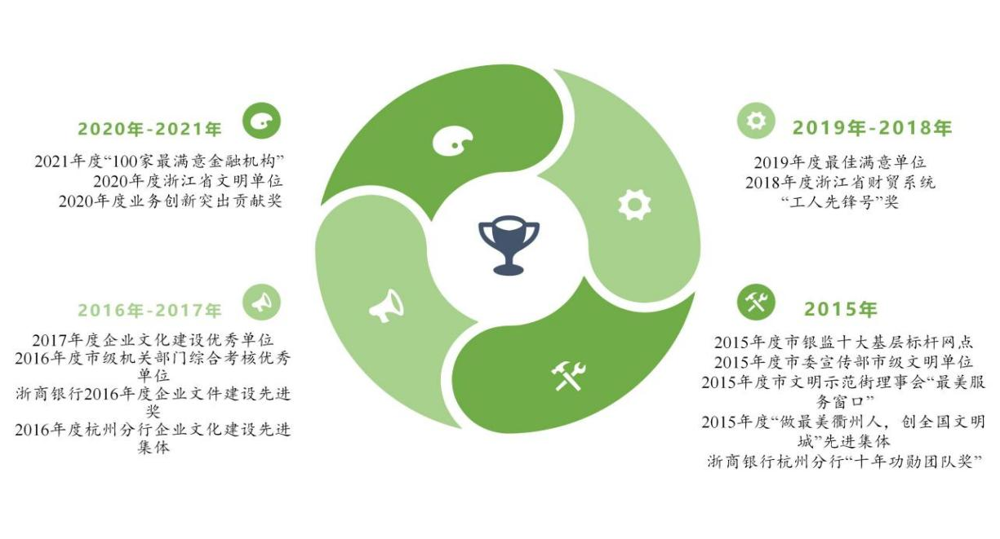 2020年-2021年
2021年度“100家最满意金融机构”
2020年度浙江省文明单位
2020年度业务创新突出贡献奖
2019年-2018年
2019年度最佳满意单位
2018年度浙江省财贸系统
“工人先锋号”奖
2016年-2017年
2017年度企业文化建设优秀单位
2016年度市级机关部门综合考核优秀
单位
浙商银行2016年度企业文件建设先进
奖
2016年度杭州分行企业文化建设先进
集体
2015年
2015年度市银监十大基层标杆网点
2015年度市委宣传部市级文明单位
2015年度市文明示范街理事会“最美服
务窗口”
2015年度“做最美衢州人，创全国文明
城”先进集体
浙商银行杭州分行“十年功勋团队奖”